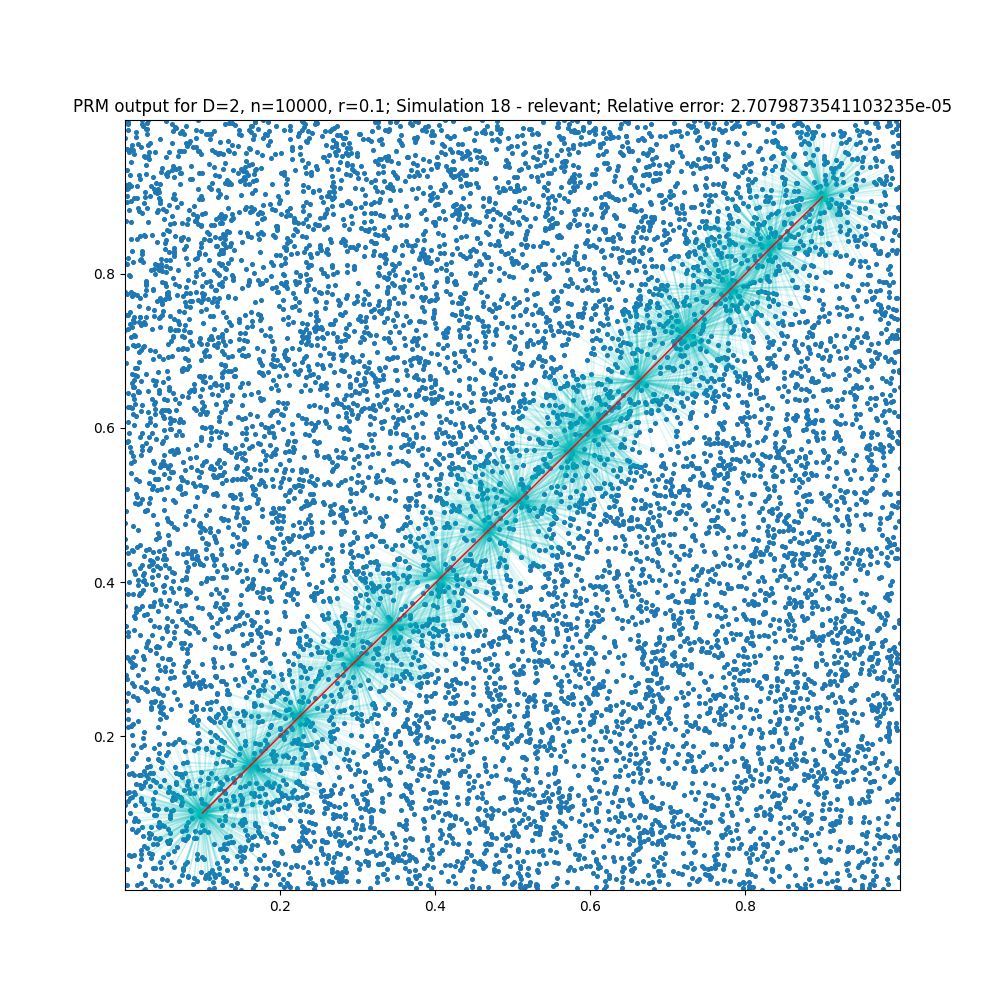 PRM output for D=2, n=10000, r=0.1; Simulation 18 - relevant; Relative error: 2.7079873541103235e-05
0.8
0.6
0.4
0.2
0.2 0.4 0.6 0.8